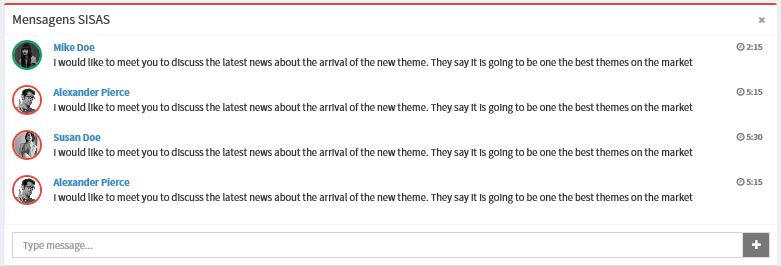 Mensagens SISAS
Mike Doe 2:15
I would like to meet you to discuss the latest news about the arrival of the new theme. They say it is going to be one the best themes on the market
Alexander Pierce 5:15
I would like to meet you to discuss the latest news about the arrival of the new theme. They say it is going to be one the best themes on the market
Susan Doe 5:30
I would like to meet you to discuss the latest news about the arrival of the new theme. They say it is going to be one the best themes on the market
Alexander Pierce 5:15
I would like to meet you to discuss the latest news about the arrival of the new theme. They say it is going to be one the best themes on the market
Type message...